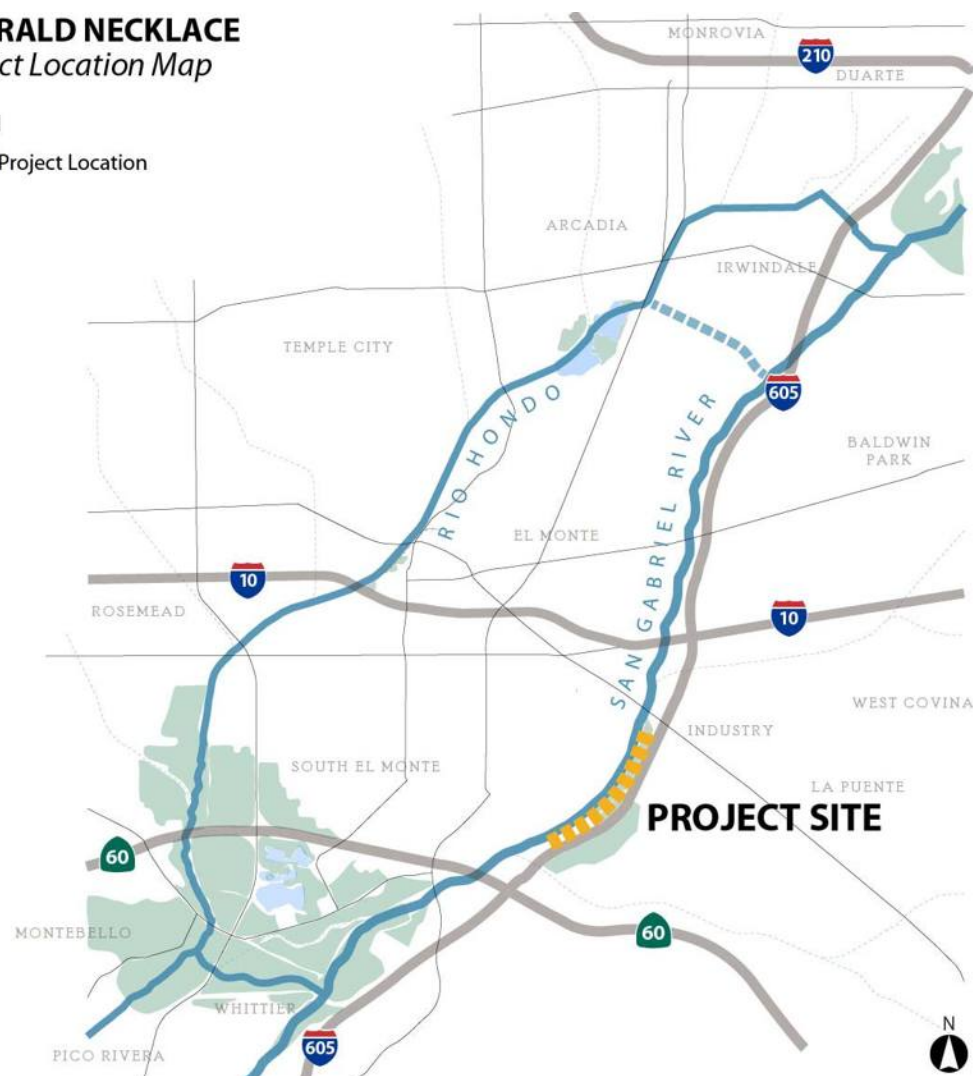 RALD NECKLACE
ct Location Map
Project Location
MONROVIA
210
DUARTE
ARCADIA
IRWINDALE
TEMPLE CITY
RIO HONDO
605
SAN GABRIEL RIVER
BALDWIN
PARK
EL MONTE
10
ROSEMEAD
10
WEST COVINA
INDUSTRY
SOUTH EL MONTE
LA PUENTE
PROJECT SITE
60
60
MONTEBELLO
WHITTIER
N
605
PICO RIVERA